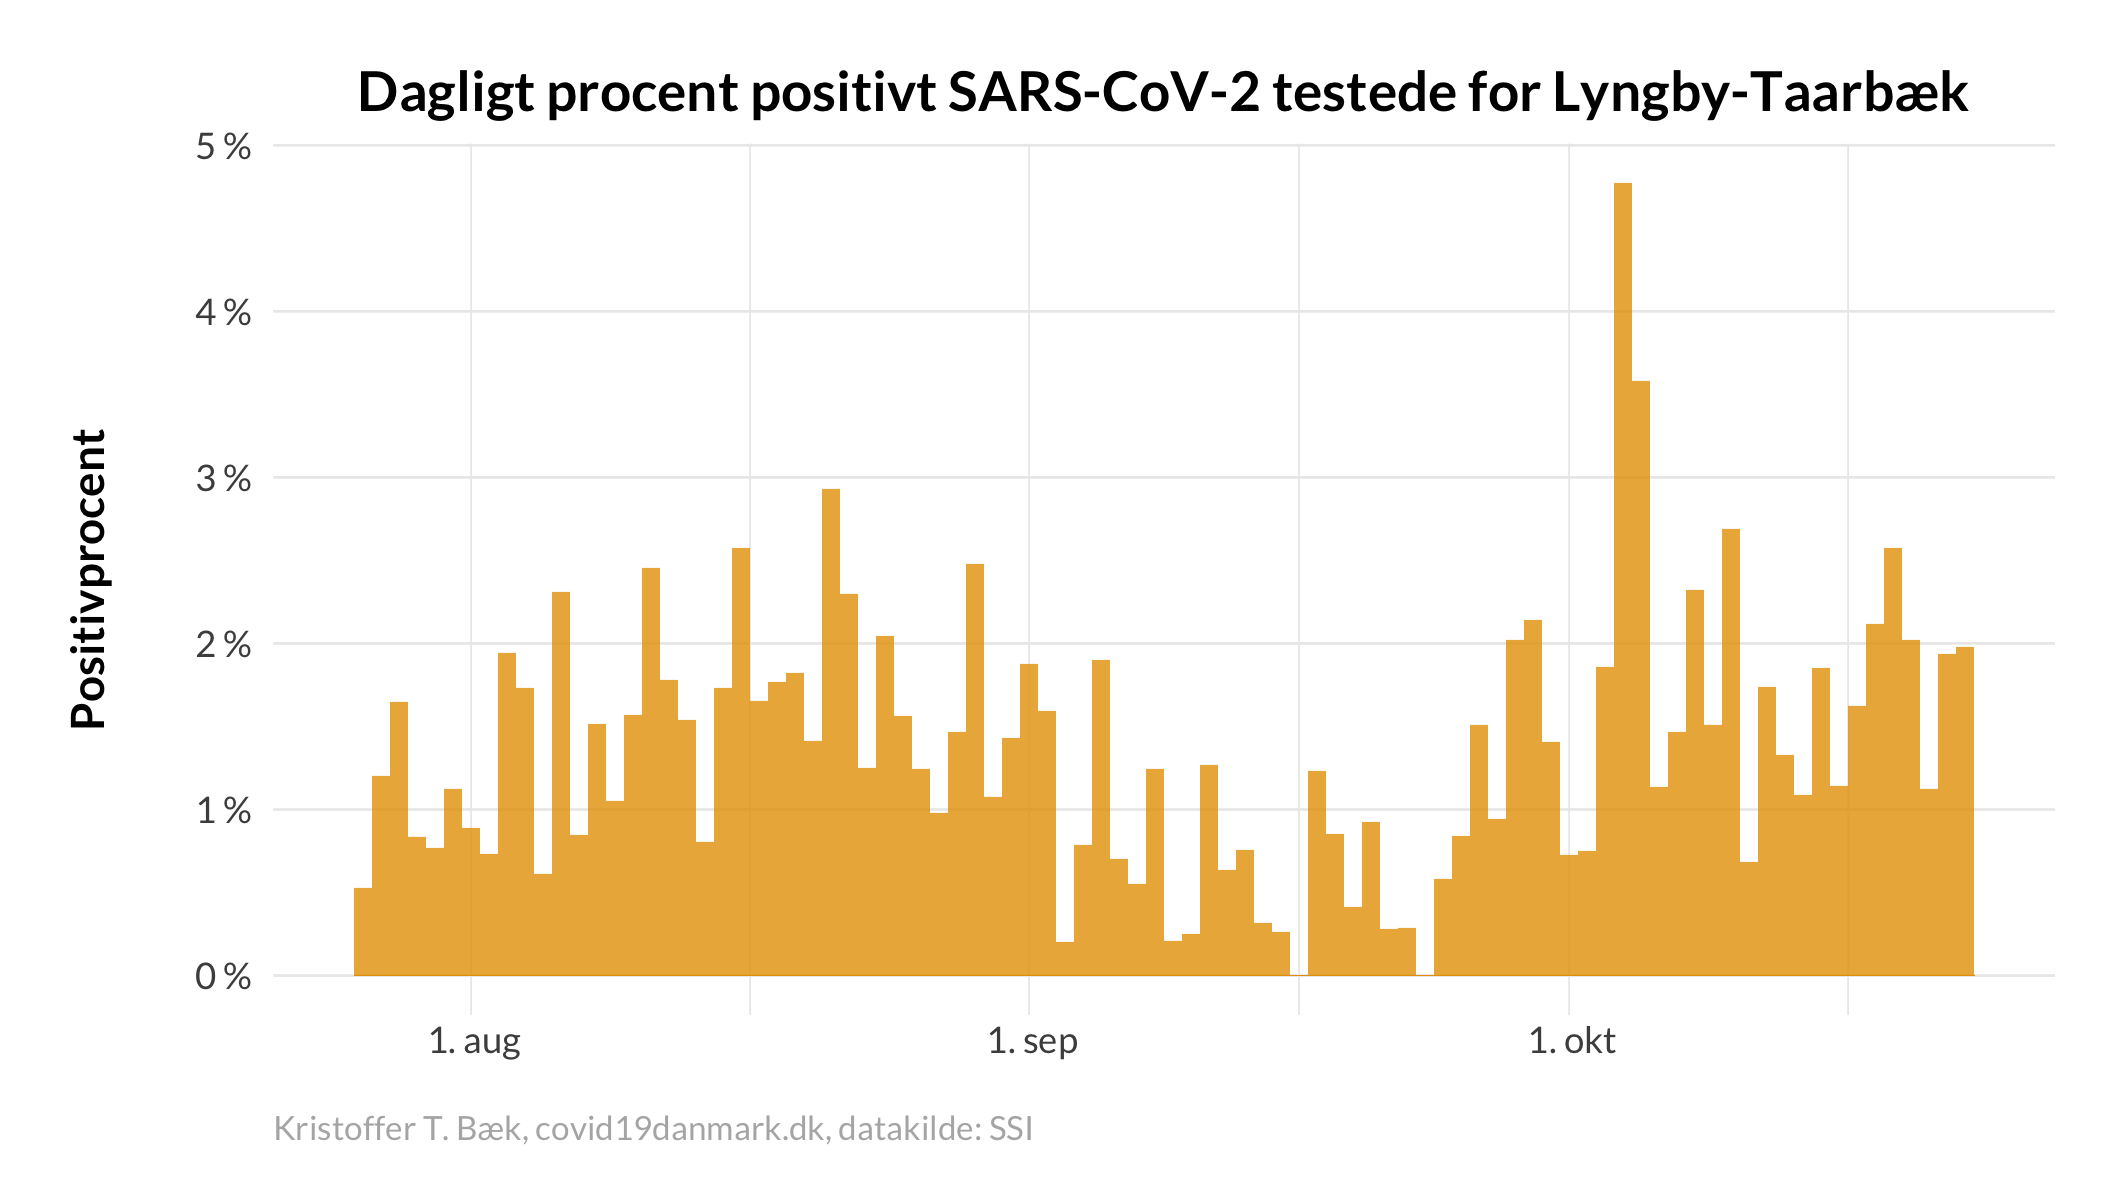 Dagligt procent positivt SARS-CoV-2 testede for Lyngby-Taarbæk
Positivprocent
5 %
4 %
3 %
2 %
1 %
0 %
1. aug
1. sep
1. okt
Kristoffer T. Bæk, covid19danmark.dk, datakilde: SSI